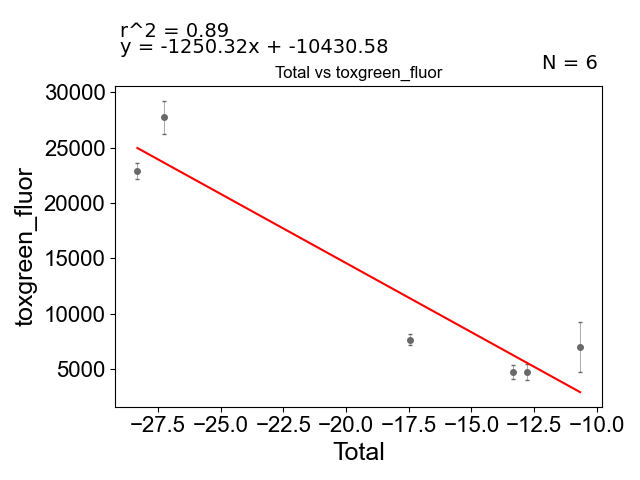 r^2 = 0.89
y = -1250.32x + -10430.58
N = 6
Total vs toxgreen_fluor
30000
25000
20000
15000
10000
5000
toxgreen_fluor
−27.5 −25.0 −22.5 −20.0 −17.5 −15.0 −12.5 −10.0
Total